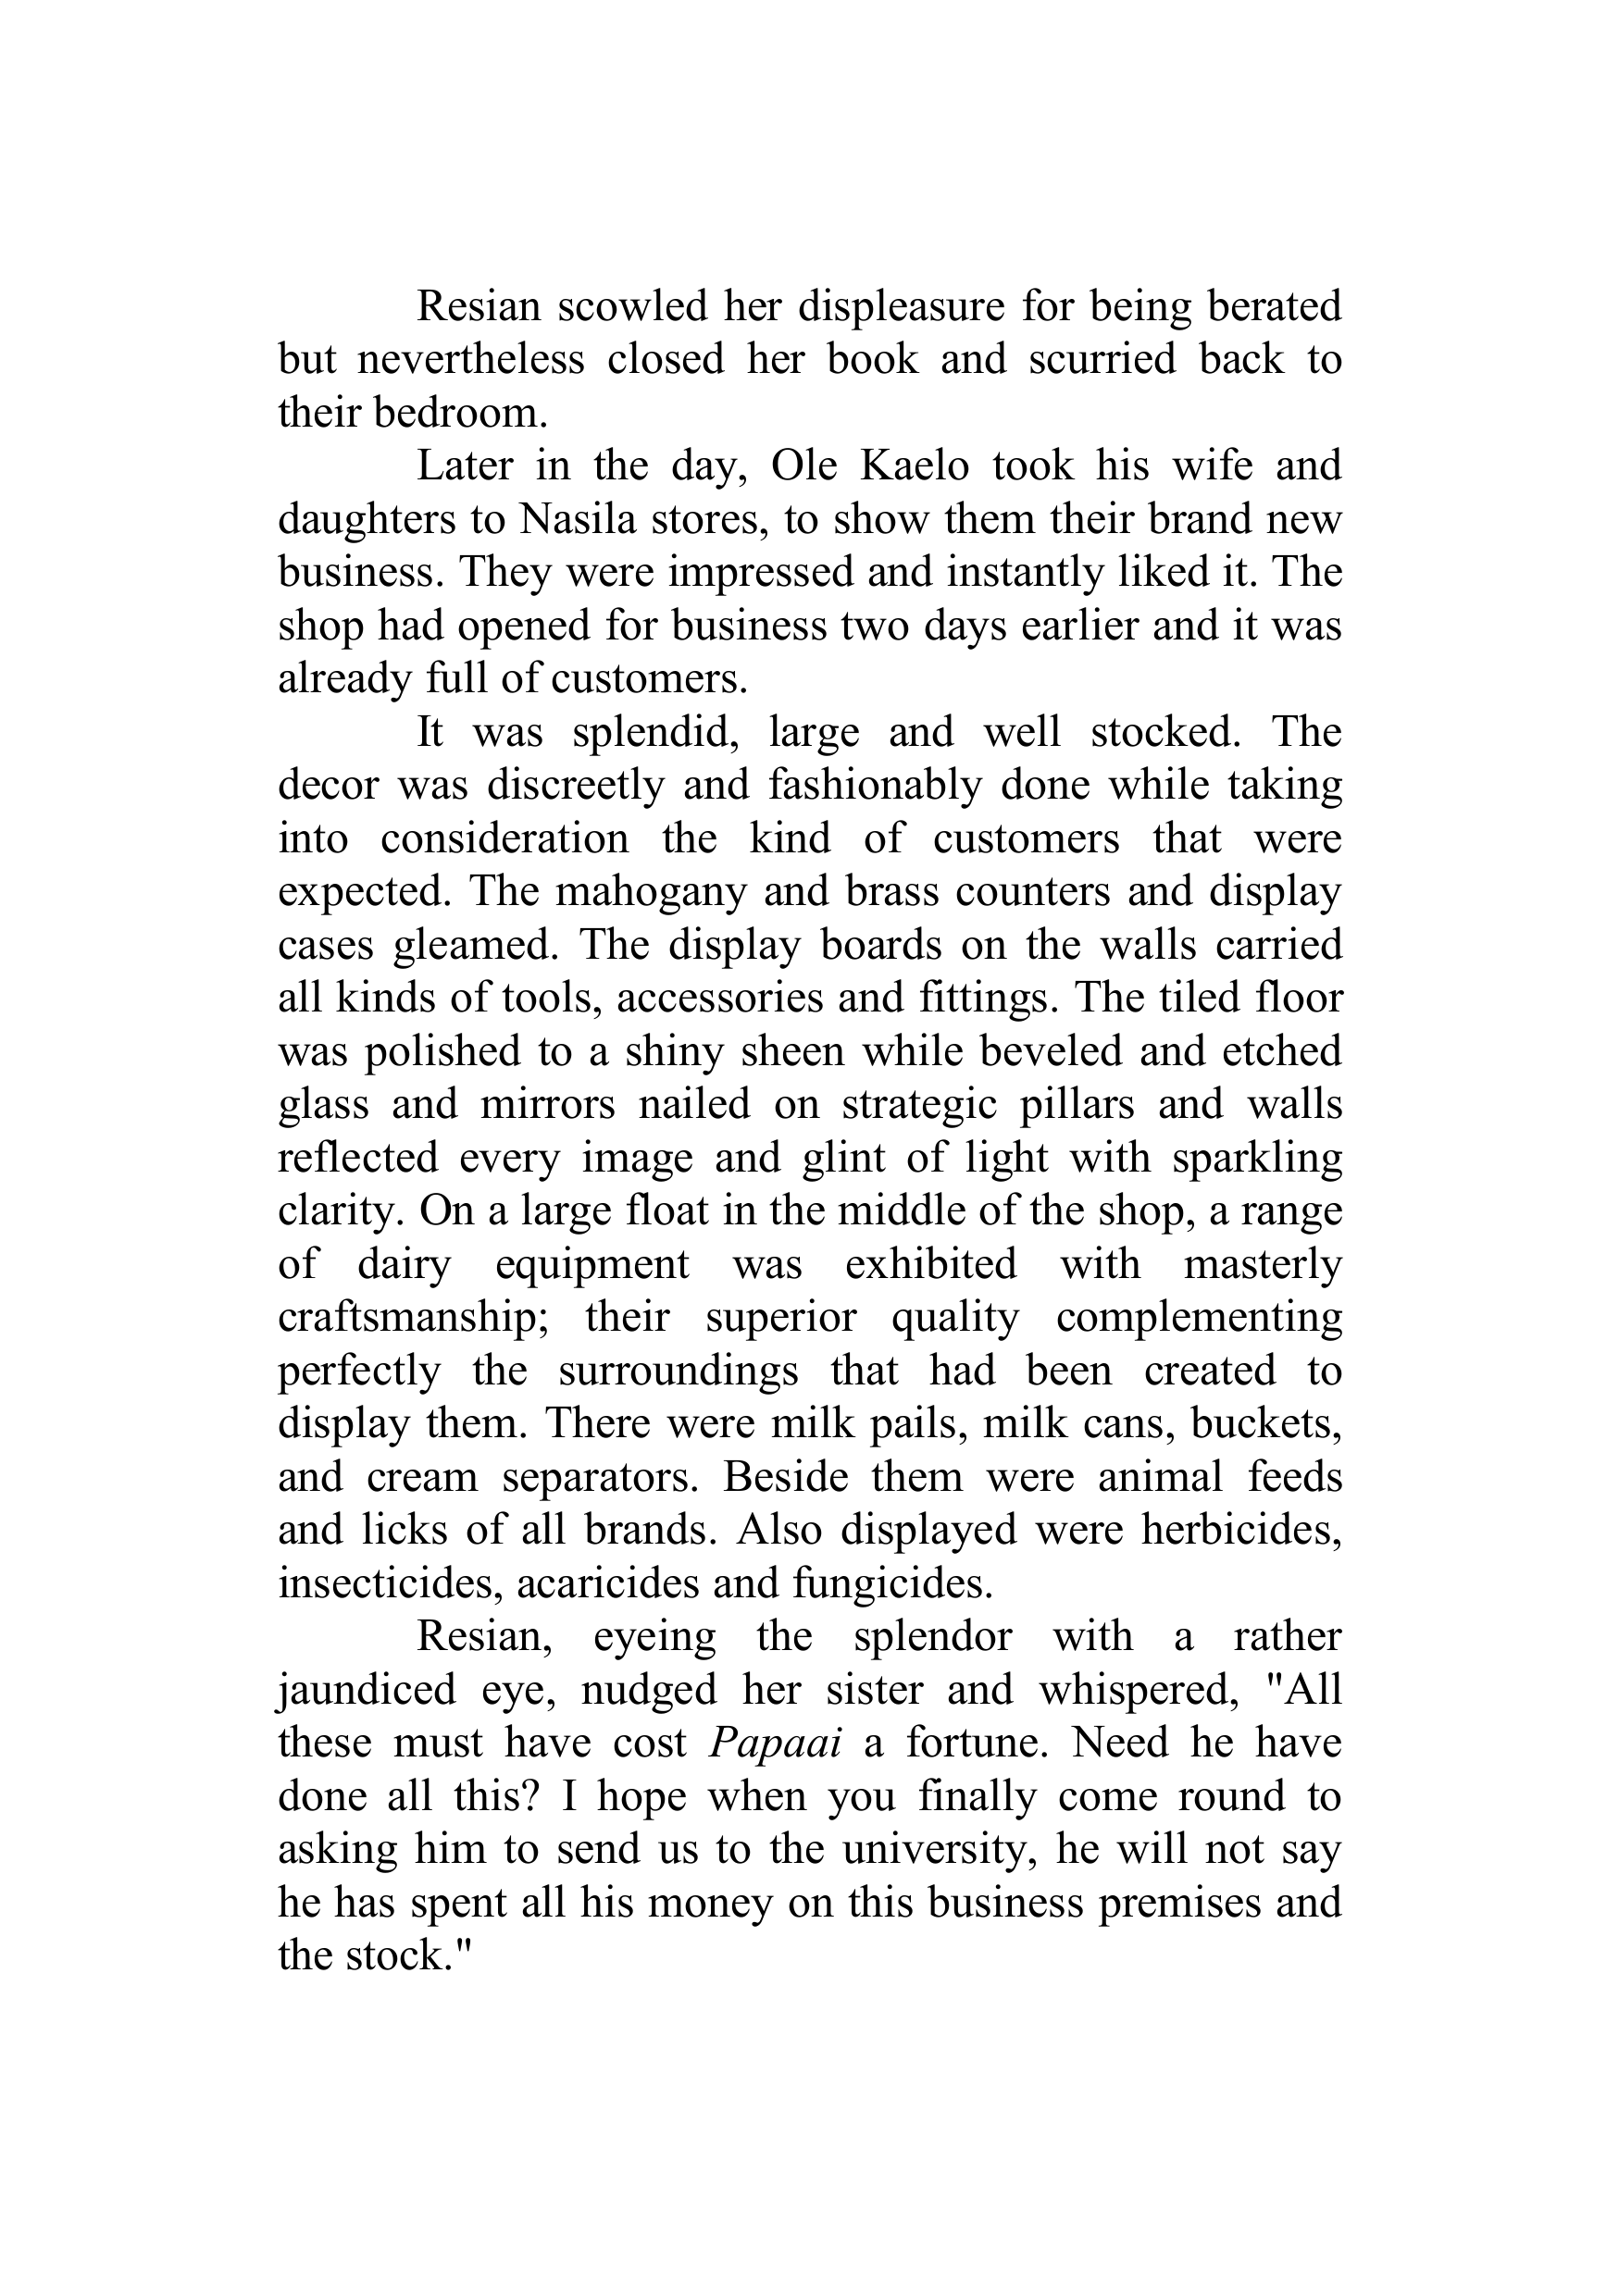 Resian scowled her displeasure for being berated
but nevertheless closed her book and scurried back to
their bedroom.
Later in the day, Ole Kaelo took his wife and
daughters to Nasila stores, to show them their brand new
business. They were impressed and instantly liked it. The
shop had opened for business two days earlier and it was
already full of customers.
It was splendid, large and well stocked. The
decor was discreetly and fashionably done while taking
into consideration the kind of customers that were
expected. The mahogany and brass counters and display
cases gleamed. The display boards on the walls carried
all kinds of tools, accessories and fittings. The tiled floor
was polished to a shiny sheen while beveled and etched
glass and mirrors nailed on strategic pillars and walls
reflected every image and glint of light with sparkling
clarity. On a large float in the middle of the shop, a range
of dairy equipment was exhibited with masterly
craftsmanship; their superior quality complementing
perfectly the surroundings that had been created to
display them. There were milk pails, milk cans, buckets,
and cream separators. Beside them were animal feeds
and licks of all brands. Also displayed were herbicides,
insecticides, acaricides and fungicides.
Resian, eyeing the splendor with a rather
jaundiced eye, nudged her sister and whispered, "All
these must have cost Papaai a fortune. Need he have
done all this? I hope when you finally come round to
asking him to send us to the university, he will not say
he has spent all his money on this business premises and
the stock."